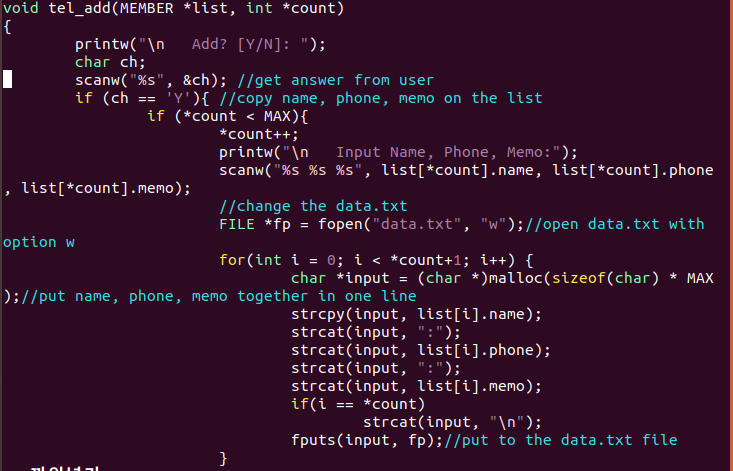 void tel_add(MEMBER *list, int *count)
{
        printw("\n   Add? [Y/N]: ");
        char ch;
        scanw("%s", &ch); //get answer from user
        if (ch == 'Y'){ //copy name, phone, memo on the list
                if (*count < MAX){
                        *count++;
                        printw("\n   Input Name, Phone, Memo:");
                        scanw("%s %s %s", list[*count].name, list[*count].phone
, list[*count].memo);
                        //change the data.txt
                        FILE *fp = fopen("data.txt", "w");//open data.txt with
option w
                        for(int i = 0; i < *count+1; i++) {
                                char *input = (char *)malloc(sizeof(char) * MAX
);//put name, phone, memo together in one line
                                strcpy(input, list[i].name);
                                strcat(input, ":");
                                strcat(input, list[i].phone);
                                strcat(input, ":");
                                strcat(input, list[i].memo);
                                if(i == *count)
                                        strcat(input, "\n");
                                fputs(input, fp);//put to the data.txt file
                        }